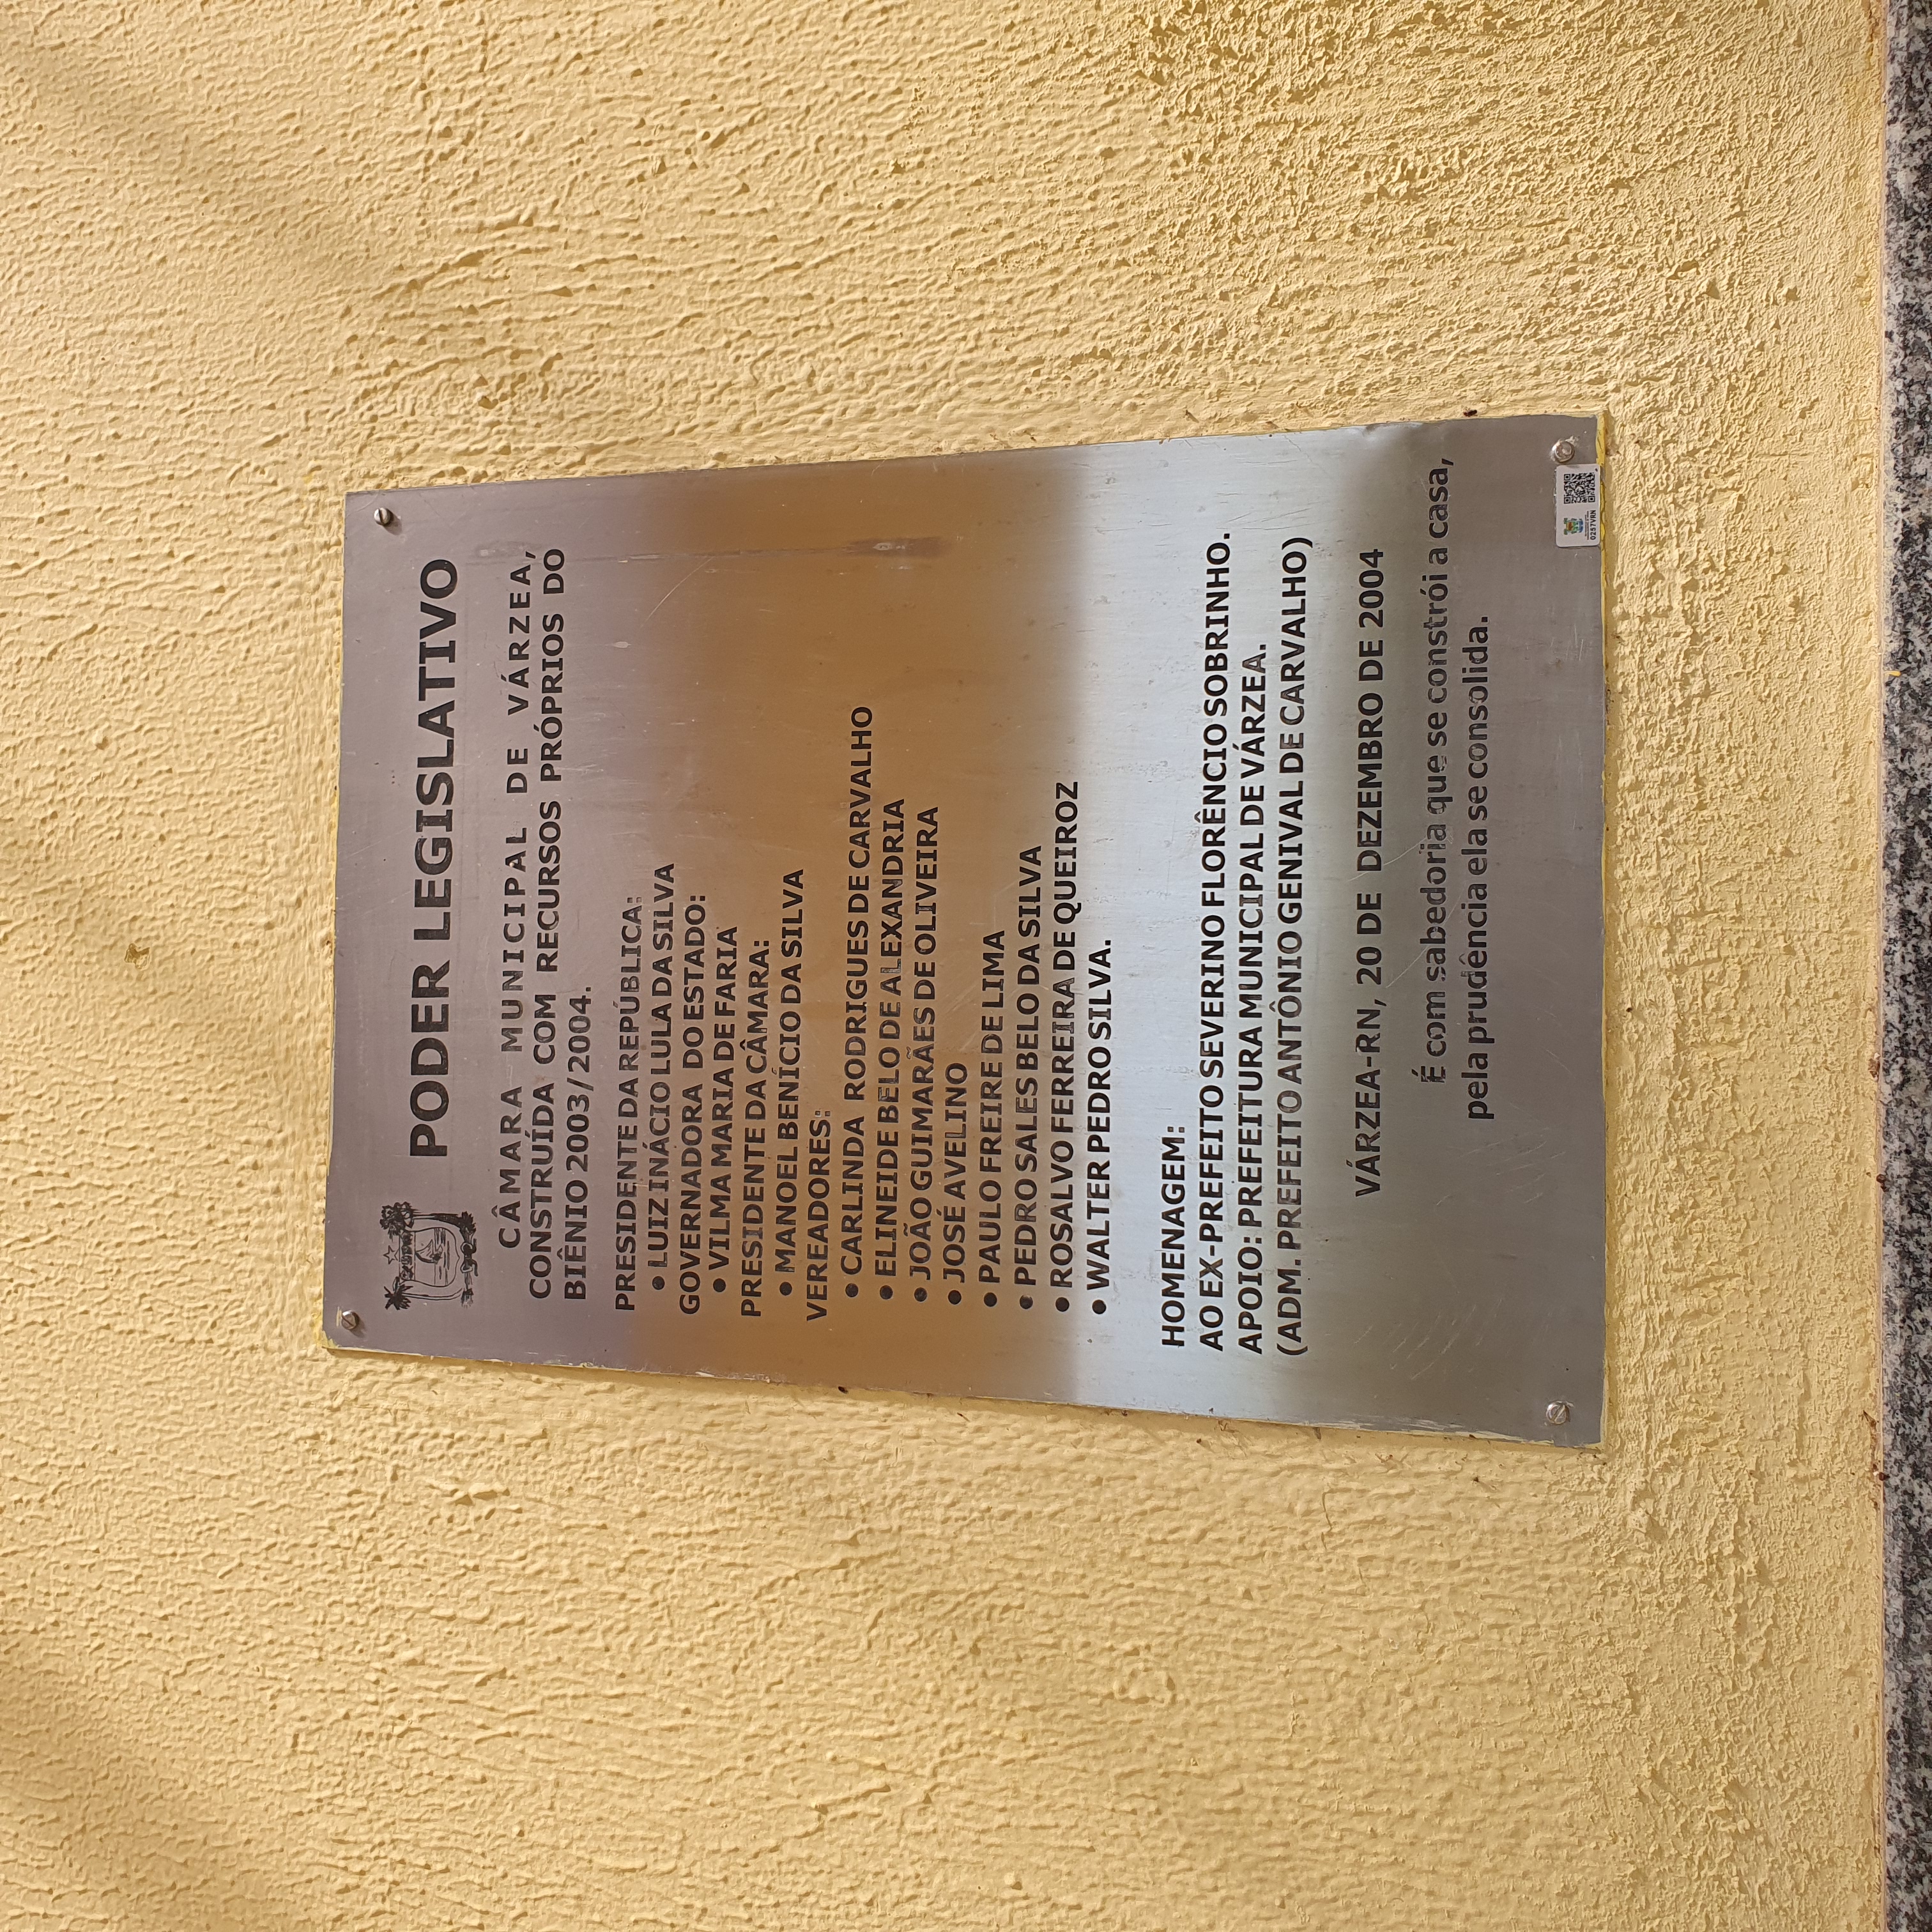 PODER LEGISLATIVO
CÂMARA MUNICIPAL DE VÁRZEA,
CONSTRUÍDA COM RECURSOS PRÓPRIOS DO
BIÊNIO 2003/2004.
PRESIDENTE DA REPÚBLICA:
• LUIZ INÁCIO LULA DA SILVA
GOVERNADORA DO ESTADO:
• VILMA MARIA DE FARIA
PRESIDENTE DA CÂMARA:
• MANOEL BENÍCIO DA SILVA
VEREADORES:
• CARLINDA RODRIGUES DE CARVALHO
• ELINEIDE BELO DE ALEXANDRIA
• JOÃO GUIMARÃES DE OLIVEIRA
• JOSÉ AVELINO
• PAULO FREIRE DE LIMA
• PEDRO SALES BELO DA SILVA
• ROSALVO FERREIRA DE QUEIROZ
• WALTER PEDRO SILVA.
HOMENAGEM:
AO EX-PREFEITO SEVERINO FLORÊNCIO SOBRINHO.
APOIO: PREFEITURA MUNICIPAL DE VÁRZEA.
(ADM. PREFEITO ANTÔNIO GENIVAL DE CARVALHO)
VÁRZEA-RN, 20 DE DEZEMBRO DE 2004
É com sabedoria que se constrói a casa,
pela prudência ela se consolida.
0257VRN